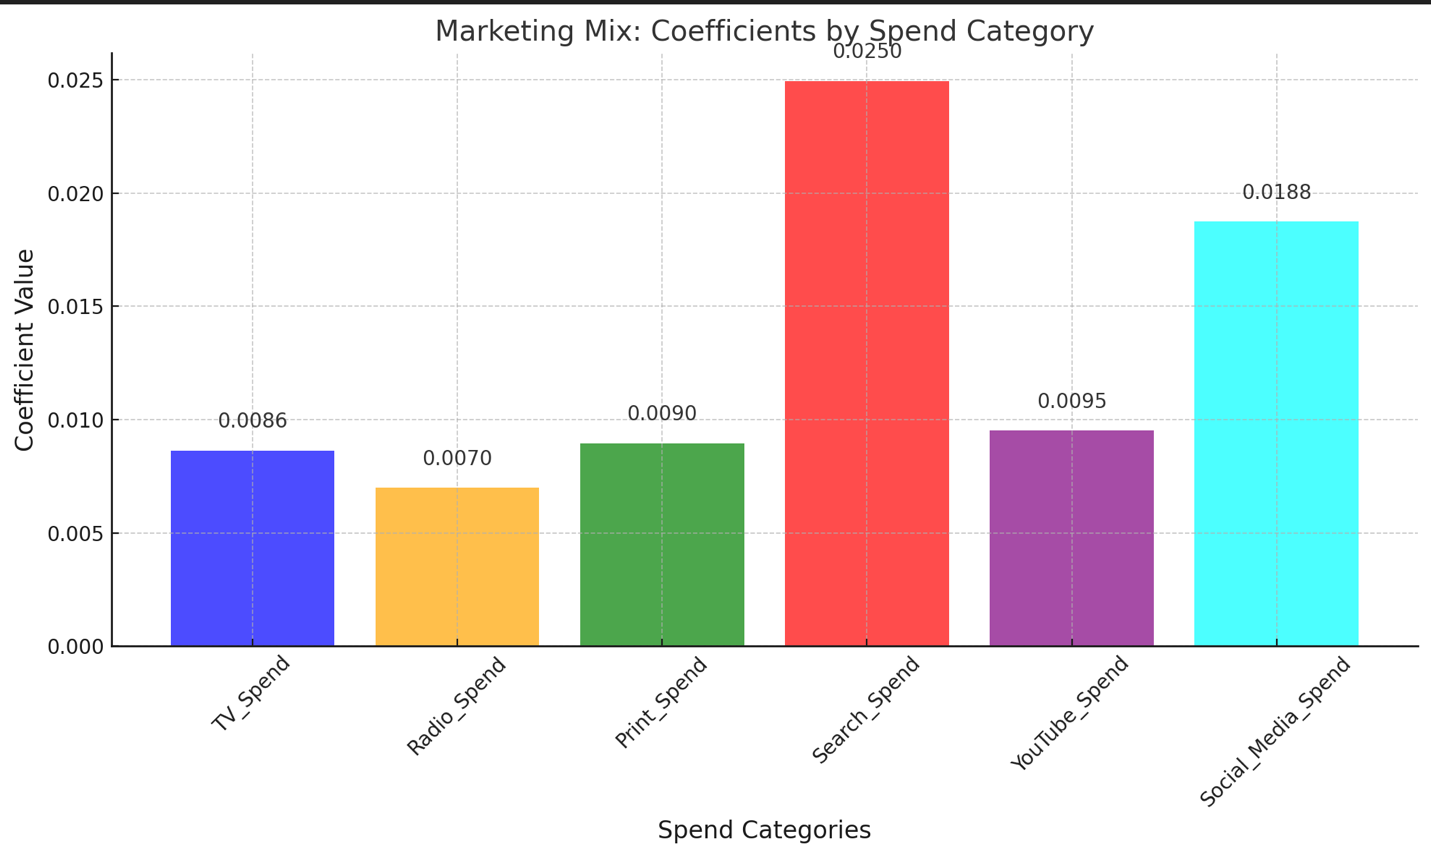 Marketing Mix: Coefficients by Spend Category
Coefficient Value
0.025
0.020
0.015
0.010
0.005
0.000
0.0086
0.0070
0.0090
0.0250
0.0095
0.0188
TV_Spend
Radio_Spend
Print_Spend
Search_Spend
YouTube_Spend
Social_Media_Spend
Spend Categories